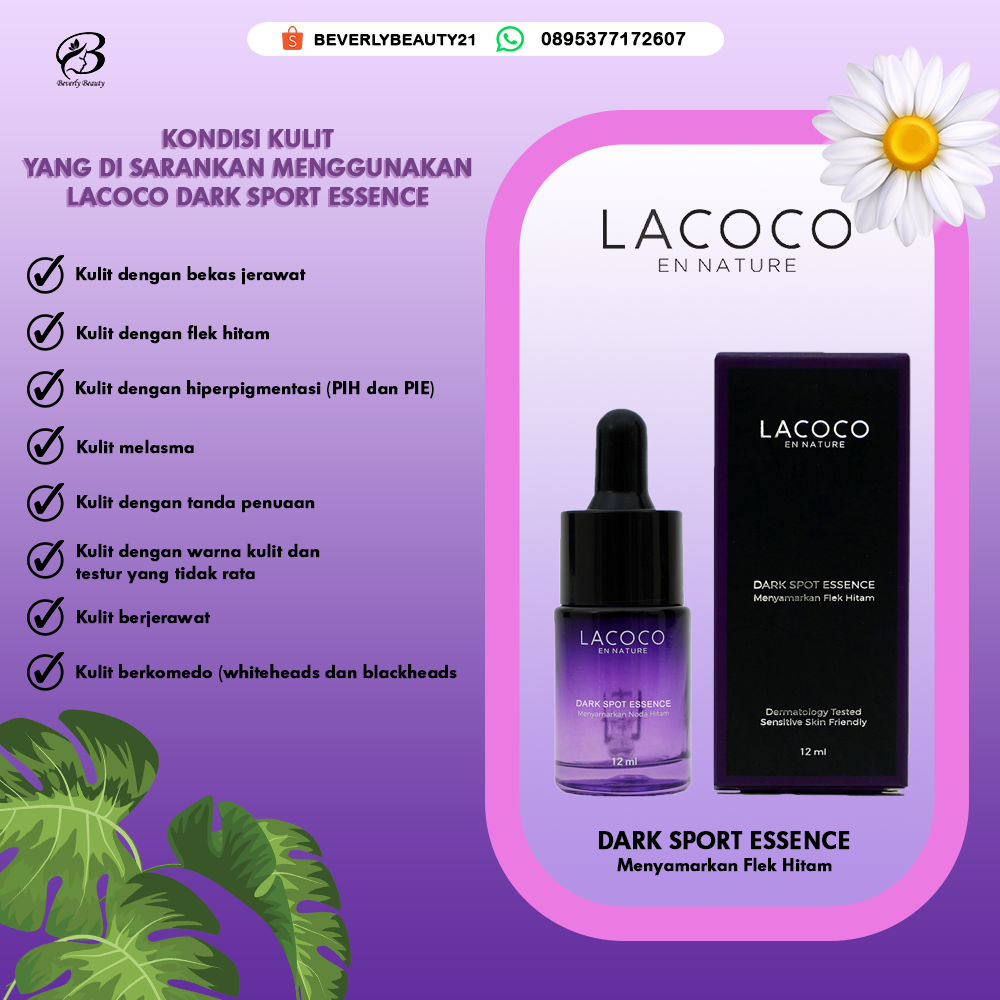 Beverly Beauty
BEVERLYBEAUTY21 0895377172607
KONDISI KULIT
YANG DI SARANKAN MENGGUNAKAN
LACOCO DARK SPORT ESSENCE
Kulit dengan bekas jerawat
Kulit dengan flek hitam
Kulit dengan hiperpigmentasi (PIH dan PIE)
Kulit melasma
Kulit dengan tanda penuaan
Kulit dengan warna kulit dan
testur yang tidak rata
Kulit berjerawat
Kulit berkomedo (whiteheads dan blackheads
LACOCO
EN NATURE
LACOCO
EN NATURE
DARK SPOT ESSENCE
Menyamarkan Noda Hitam
12 ml
LACOCO
EN NATURE
DARK SPOT ESSENCE
Menyamarkan Flek Hitam
Dermatology Tested
Sensitive Skin Friendly
12 ml
DARK SPORT ESSENCE
Menyamarkan Flek Hitam